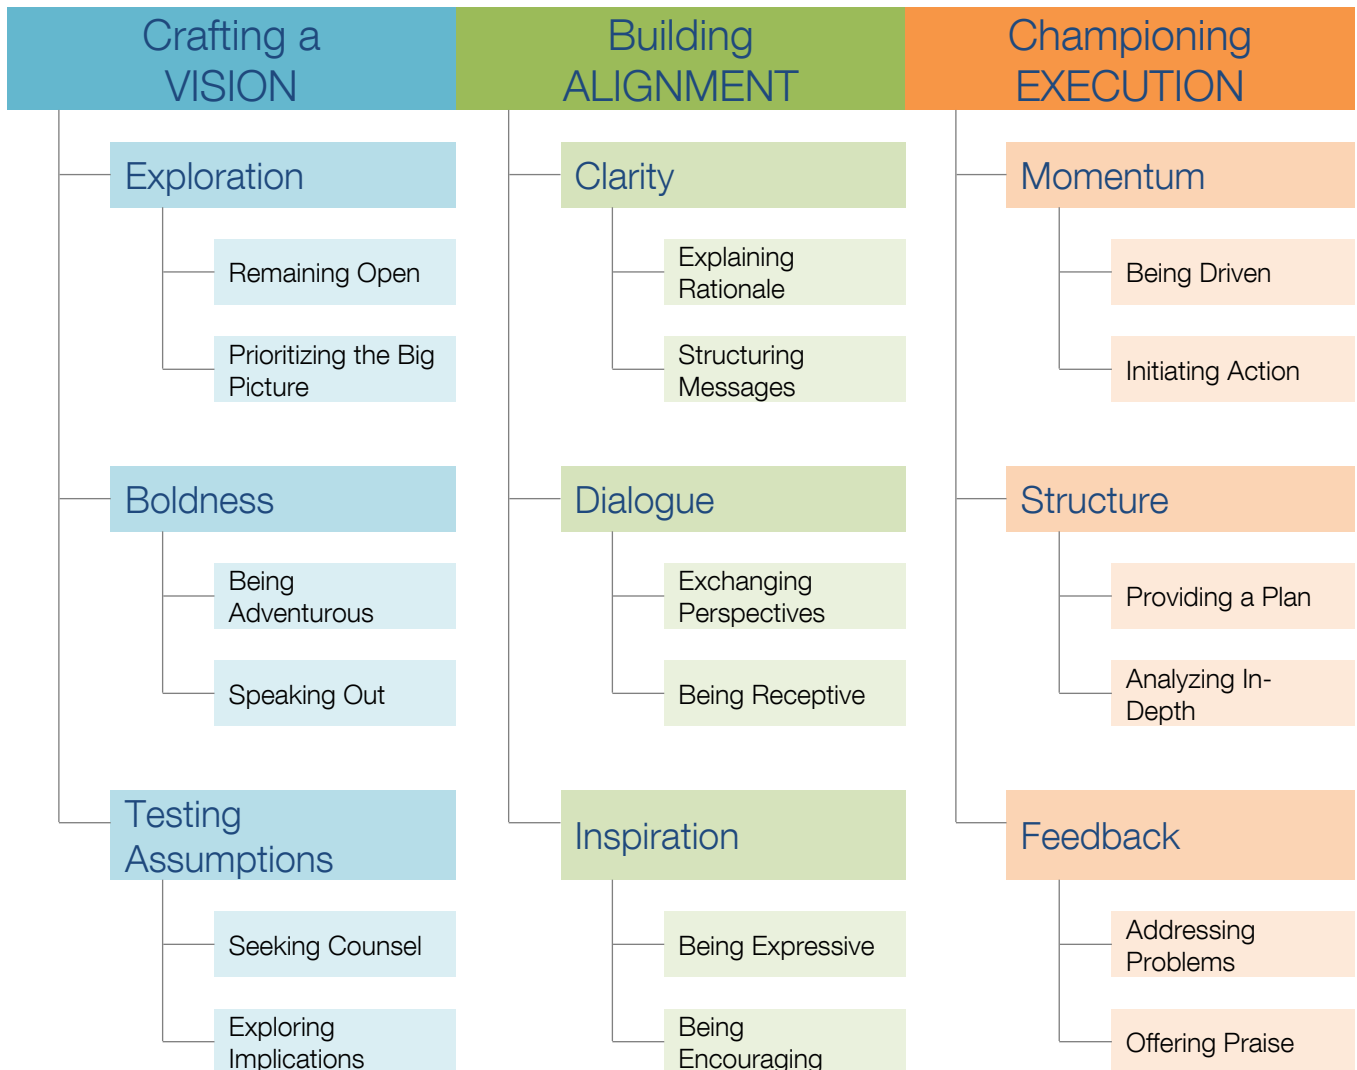 Crafting a
VISION
Exploration
Remaining Open
Prioritizing the Big
Picture
Boldness
Being
Adventurous
Speaking Out
Testing
Assumptions
Seeking Counsel
Exploring
Implications
Building
ALIGNMENT
Clarity
Explaining
Rationale
Structuring
Messages
Dialogue
Exchanging
Perspectives
Being Receptive
Inspiration
Being Expressive
Being
Encouraging
Championing
EXECUTION
Momentum
Being Driven
Initiating Action
Structure
Providing a Plan
Analyzing In-
Depth
Feedback
Addressing
Problems
Offering Praise